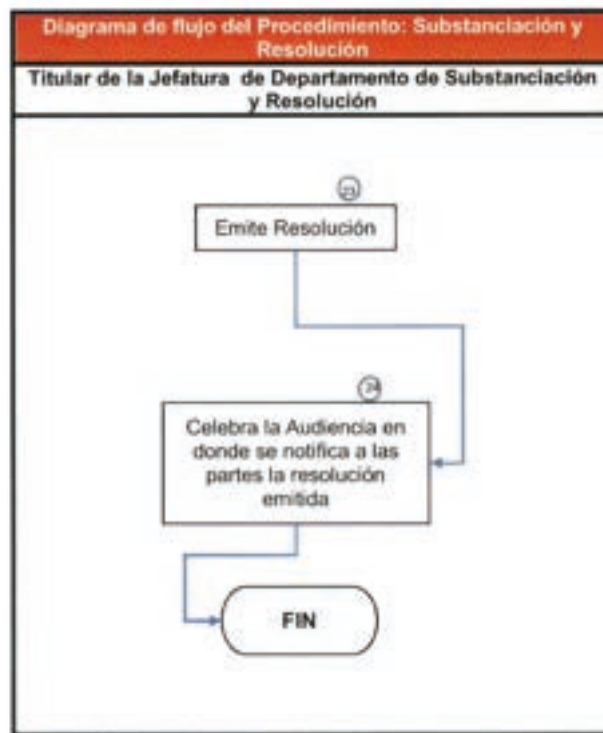 Diagrama de flujo del Procedimiento: Substanciación y
Resolución
Titular de la Jefatura de Departamento de Substanciación
y Resolución
23
Emite Resolución
24
Celebra la Audiencia en
donde se notifica a las
partes la resolución
emitida
FIN